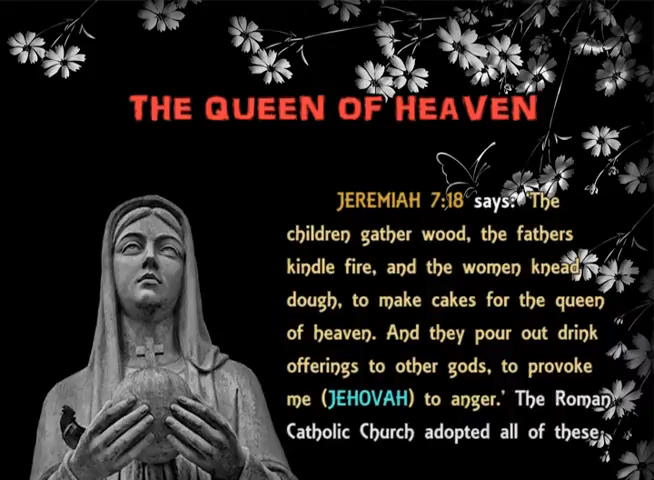 THE QUEEN OF HEAVEN
JEREMIAH 7:18 says: 'The
children gather wood, the fathers
kindle fire, and the women knead
dough, to make cakes for the queen
of heaven. And they pour out drink
offerings to other gods, to provoke
me (JEHOVAH) to anger.' The Roman
Catholic Church adopted all of these